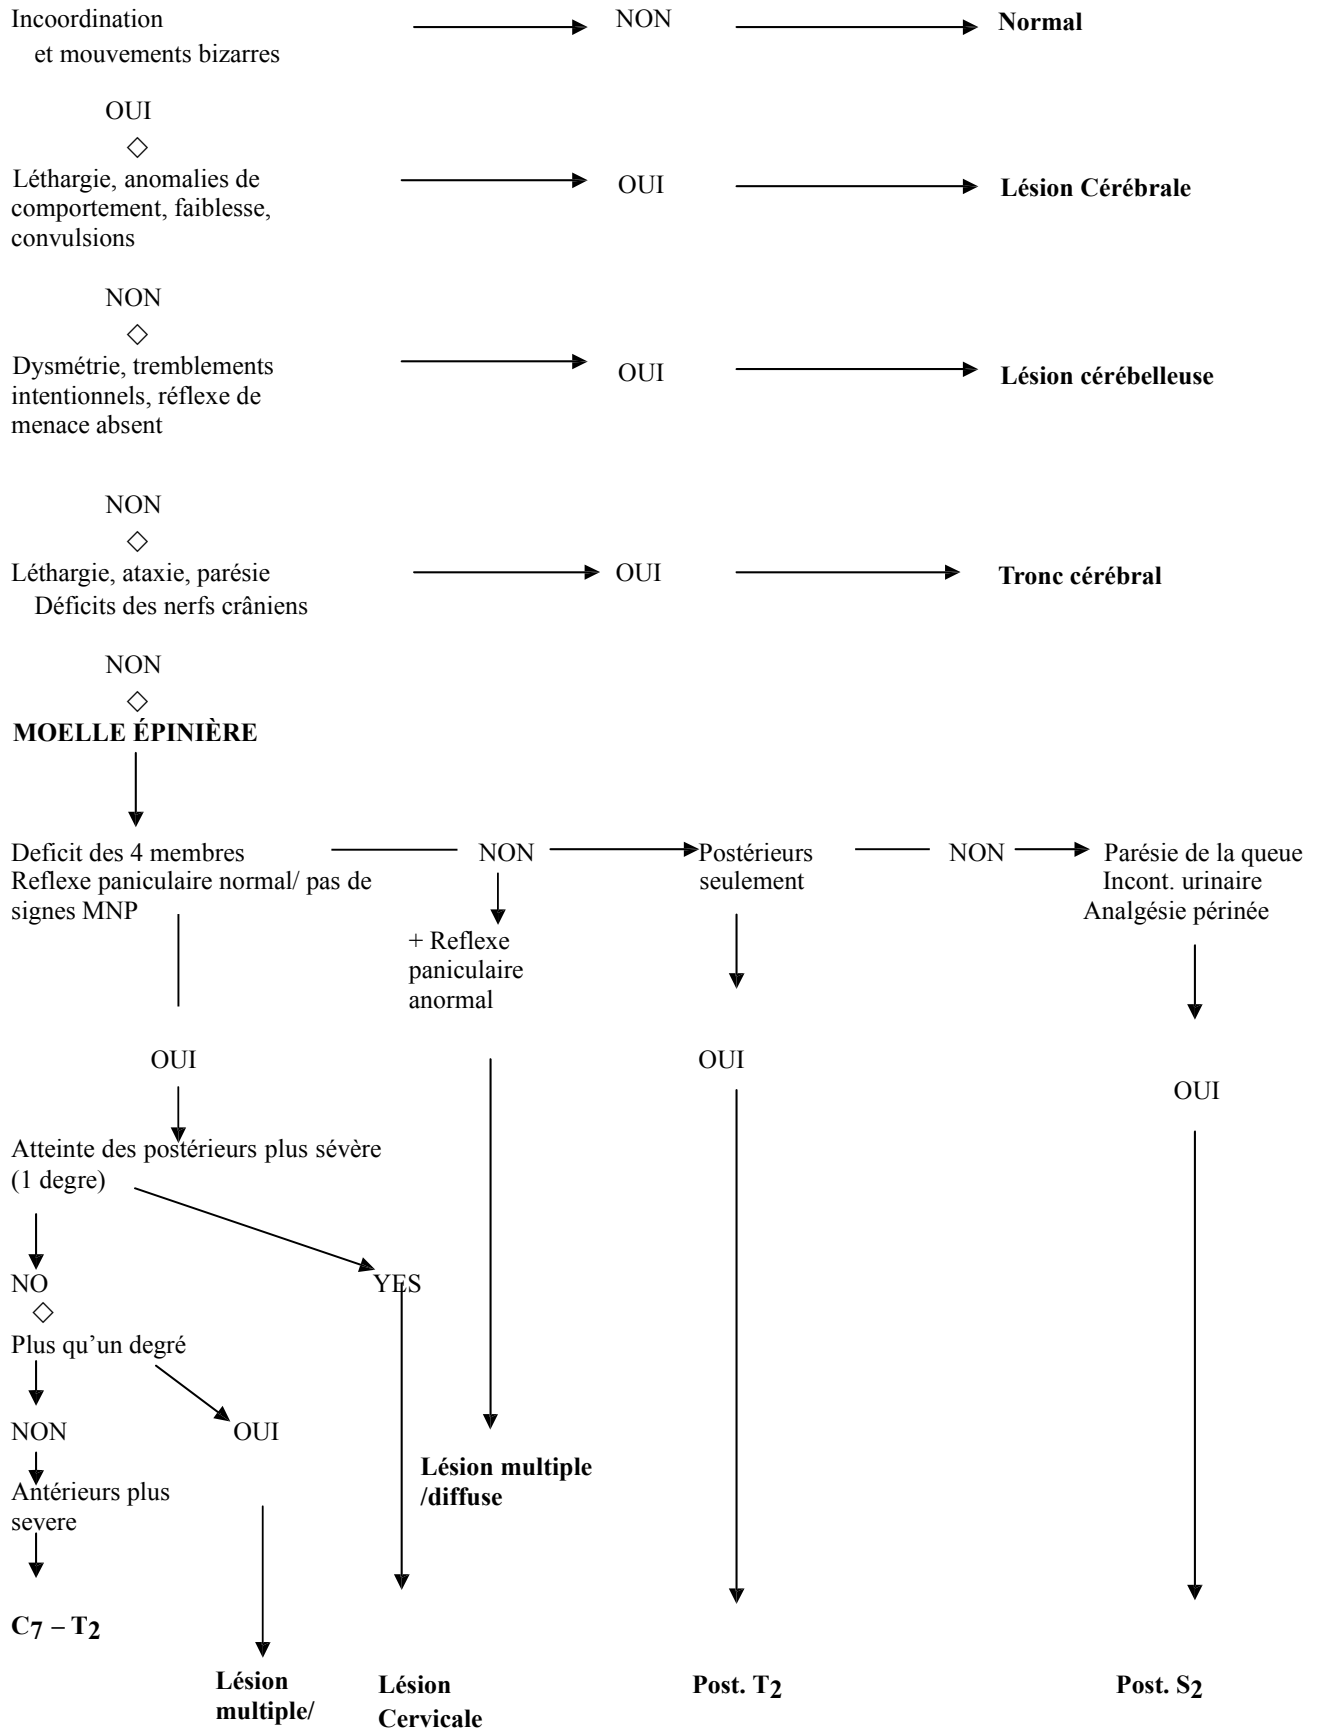 Incoordination
et mouvements bizarres
NON
Normal
OUI
Léthargie, anomalies de
comportement, faiblesse,
convulsions
OUI
Lésion Cérébrale
NON
Dysmétrie, tremblements
intentionnels, réflexe de
menace absent
OUI
Lésion cérébelleuse
NON
Léthargie, ataxie, parésie
Déficits des nerfs crâniens
OUI
Tronc cérébral
NON
MOELLE ÉPINIÈRE
Deficit des 4 membres
Reflexe paniculaire normal/ pas de
signes MNP
NON
+ Reflexe
paniculaire
anormal
Postérieurs
seulement
NON
Parésie de la queue
Incont. urinaire
Analgésie périnée
OUI
OUI
OUI
Atteinte des postérieurs plus sévère
(1 degre)
NO
YES
Plus qu'un degré
NON
OUI
Antérieurs plus
severe
Lésion multiple
/diffuse
C7 – T2
Lésion
multiple/
Lésion
Cervicale
Post. T2
Post. S2